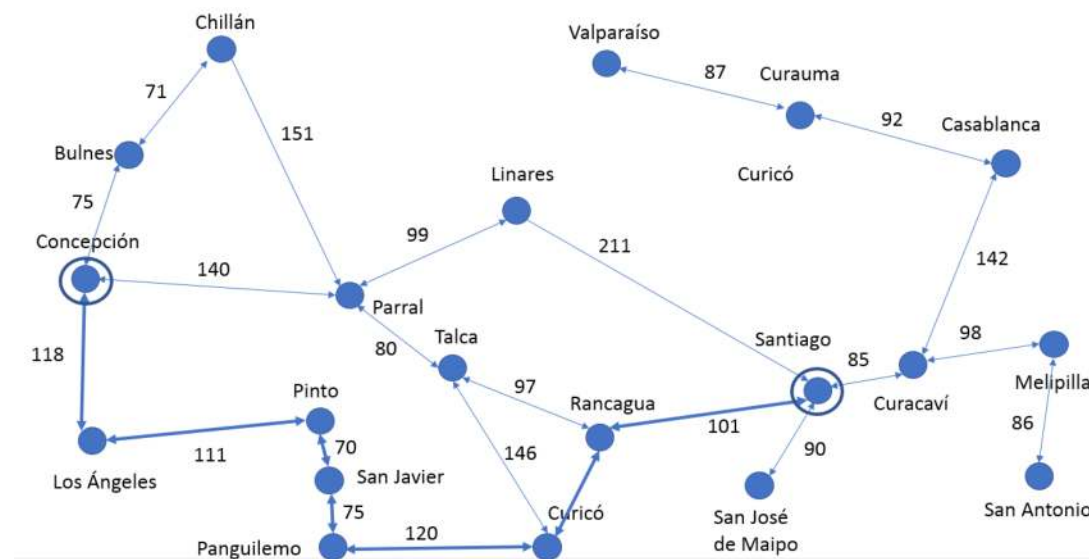 Chillán
Valparaíso
87
Curauma
71
92
Casablanca
151
Bulnes
Linares
Curicó
75
99
211
Concepción
142
140
Parral
Talca
Santiago
98
118
80
85
Pinto
97
Rancagua
Curacaví
Melipilla
101
86
111
70
146
90
Los Ángeles
San Javier
75
Curicó
San José
de Maipo
San Antonio
Panguilemo
120